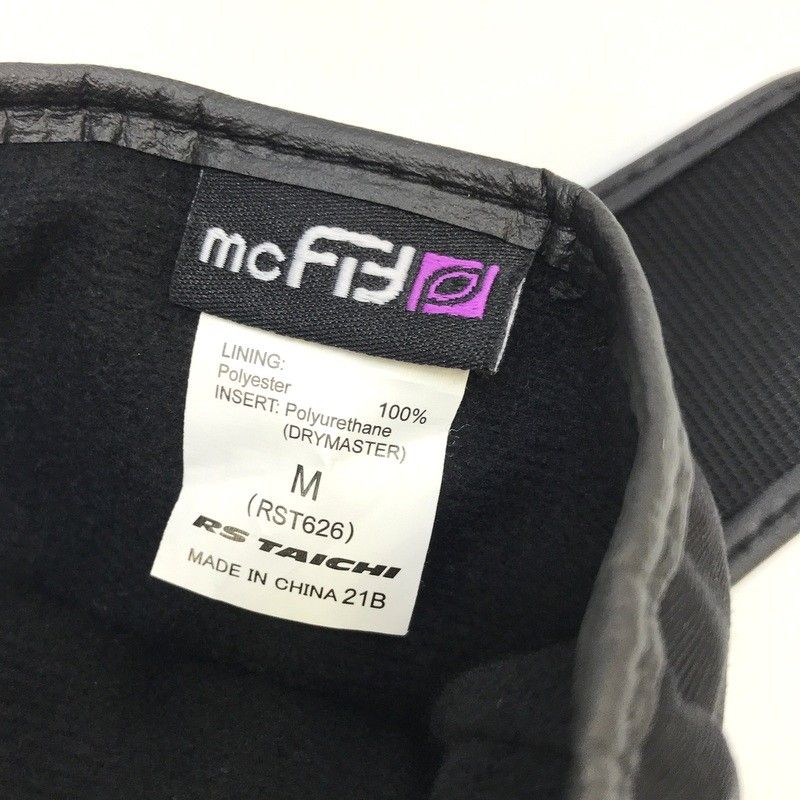 mcFit
LINING:
Polyester 100%
INSERT: Polyurethane
(DRYMASTER)
M
(RST626)
RS TAICHI
MADE IN CHINA 21B